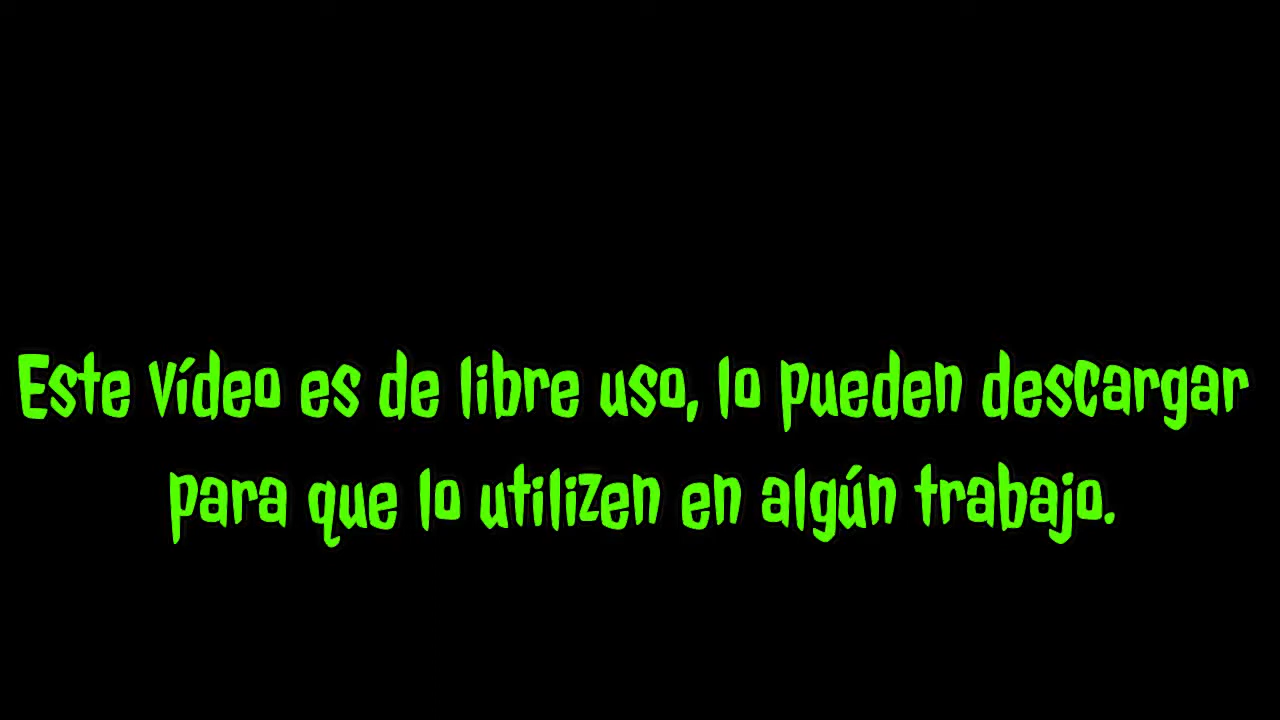 Este vídeo es de libre uso, lo pueden descargar
para que lo utilizen en algún trabajo.